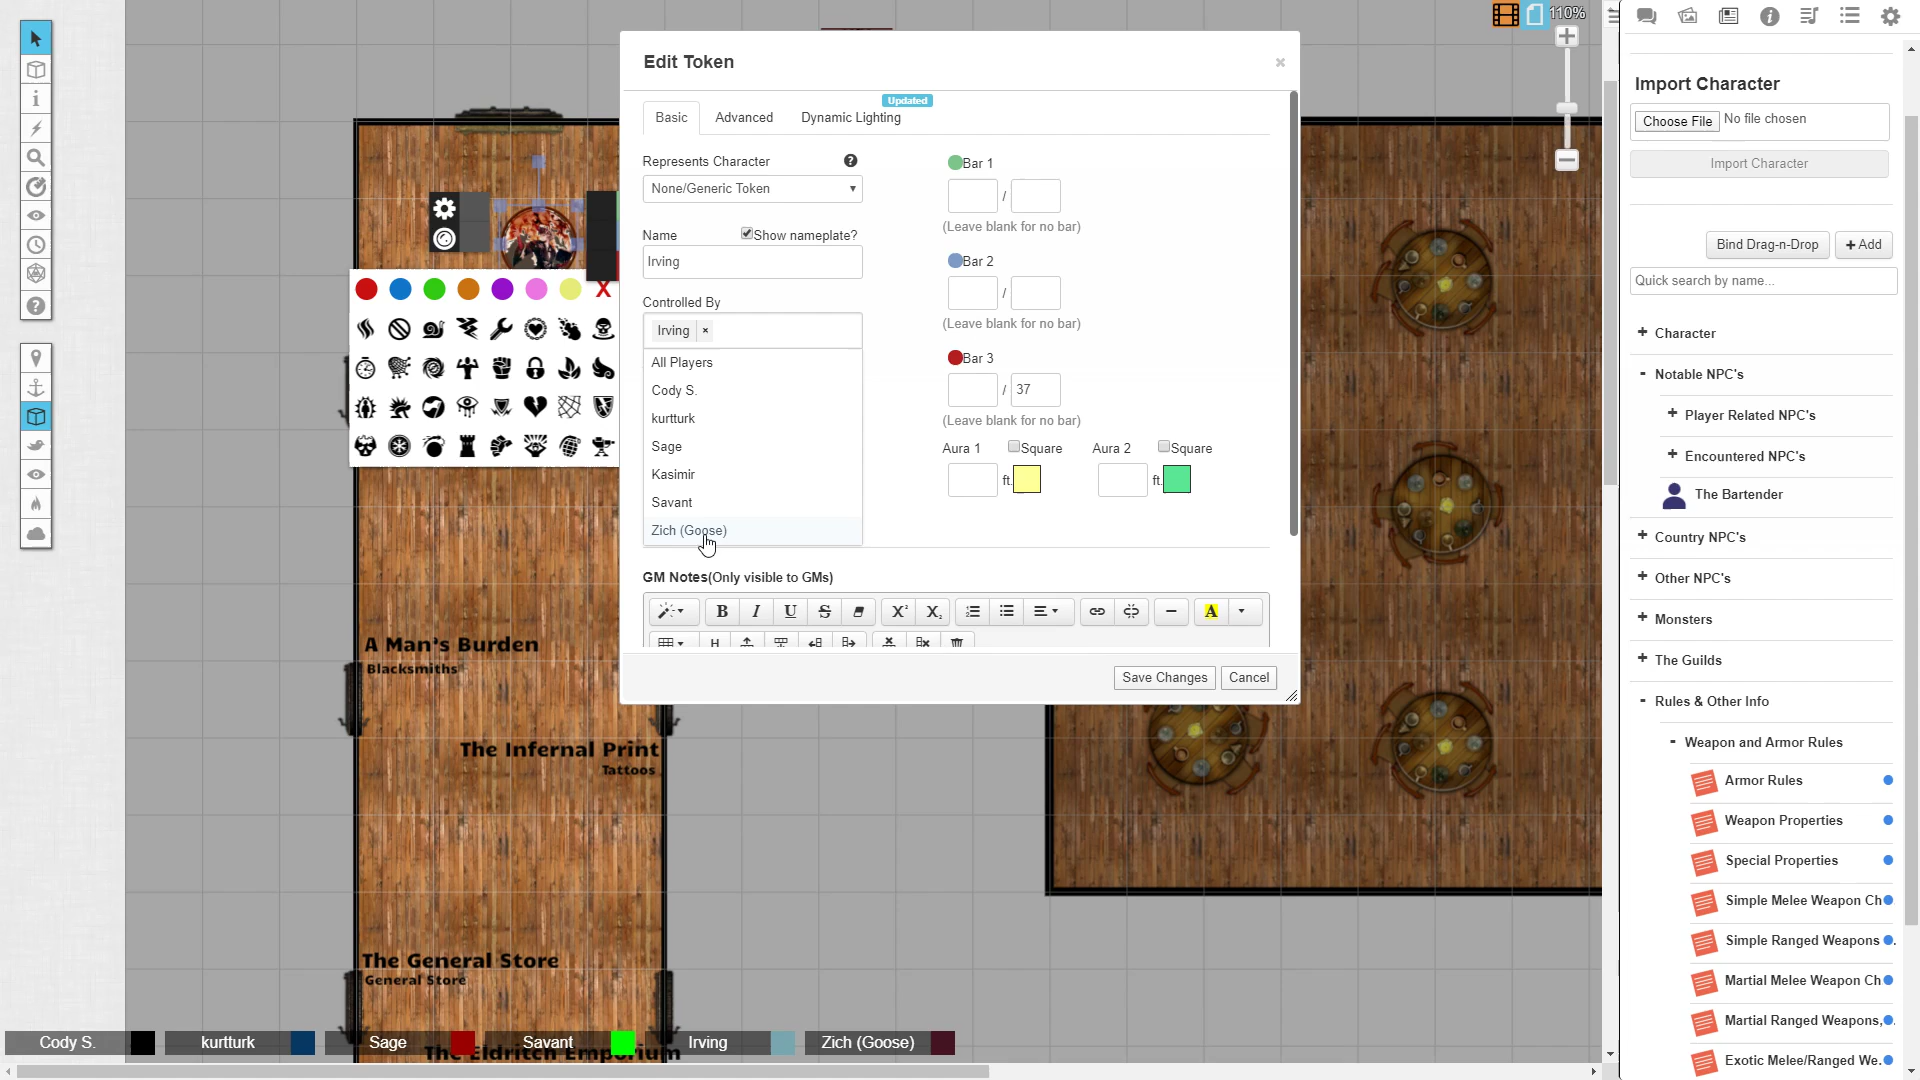 110%
Edit Token
×
Updated
Basic
Advanced
Dynamic Lighting
Represents Character
None/Generic Token
Name
Show nameplate?
Irving
Controlled By
Irving ×
All Players
Cody S.
kurtturk
Sage
Kasimir
Savant
Zich (Goose)
Bar 1
/
(Leave blank for no bar)
Bar 2
/
(Leave blank for no bar)
Bar 3
/ 37
(Leave blank for no bar)
Aura 1
Square
Aura 2
Square
ft.
ft.
GM Notes(Only visible to GMs)
Save Changes
Cancel
Import Character
Choose File No file chosen
Import Character
Bind Drag-n-Drop
+ Add
Quick search by name...
+ Character
- Notable NPC's
+ Player Related NPC's
+ Encountered NPC's
The Bartender
+ Country NPC's
+ Other NPC's
+ Monsters
+ The Guilds
- Rules & Other Info
- Weapon and Armor Rules
Armor Rules
Weapon Properties
Special Properties
Simple Melee Weapon Ch
Simple Ranged Weapons
Martial Melee Weapon Ch
Martial Ranged Weapons,
Exotic Melee/Ranged We.
A Man's Burden
Blacksmiths
The Infernal Print
Tattoos
The General Store
General Store
The Eldritch Emporium
Cody S.
kurtturk
Sage
Savant
Irving
Zich (Goose)